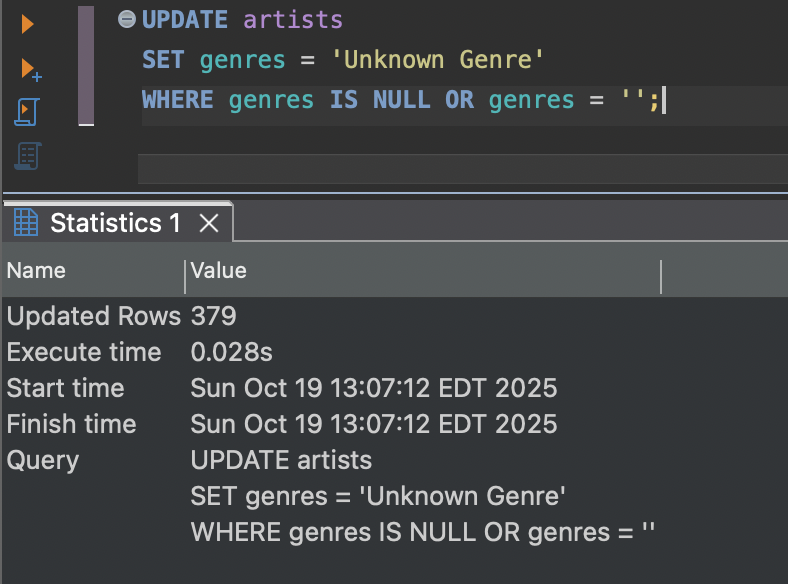 UPDATE artists
SET genres = 'Unknown Genre'
WHERE genres IS NULL OR genres = '';
Statistics 1
Name Value
Updated Rows 379
Execute time 0.028s
Start time Sun Oct 19 13:07:12 EDT 2025
Finish time Sun Oct 19 13:07:12 EDT 2025
Query UPDATE artists
SET genres = 'Unknown Genre'
WHERE genres IS NULL OR genres = ''